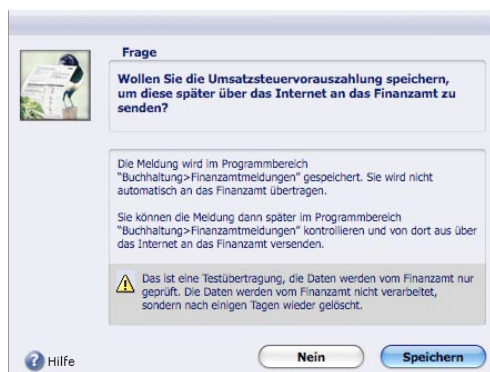 Frage
Wollen Sie die Umsatzsteuervorauszahlung speichern,
um diese später über das Internet an das Finanzamt zu
senden?
Die Meldung wird im Programmbereich
"Buchhaltung>Finanzamtmeldungen" gespeichert. Sie wird nicht
automatisch an das Finanzamt übertragen.
Sie können die Meldung dann später im Programmbereich
"Buchhaltung>Finanzamtmeldungen" kontrollieren und von dort aus über
das Internet an das Finanzamt versenden.
Das ist eine Testübertragung, die Daten werden vom Finanzamt nur
geprüft. Die Daten werden vom Finanzamt nicht verarbeitet,
sondern nach einigen Tagen wieder gelöscht.
Hilfe
Nein
Speichern